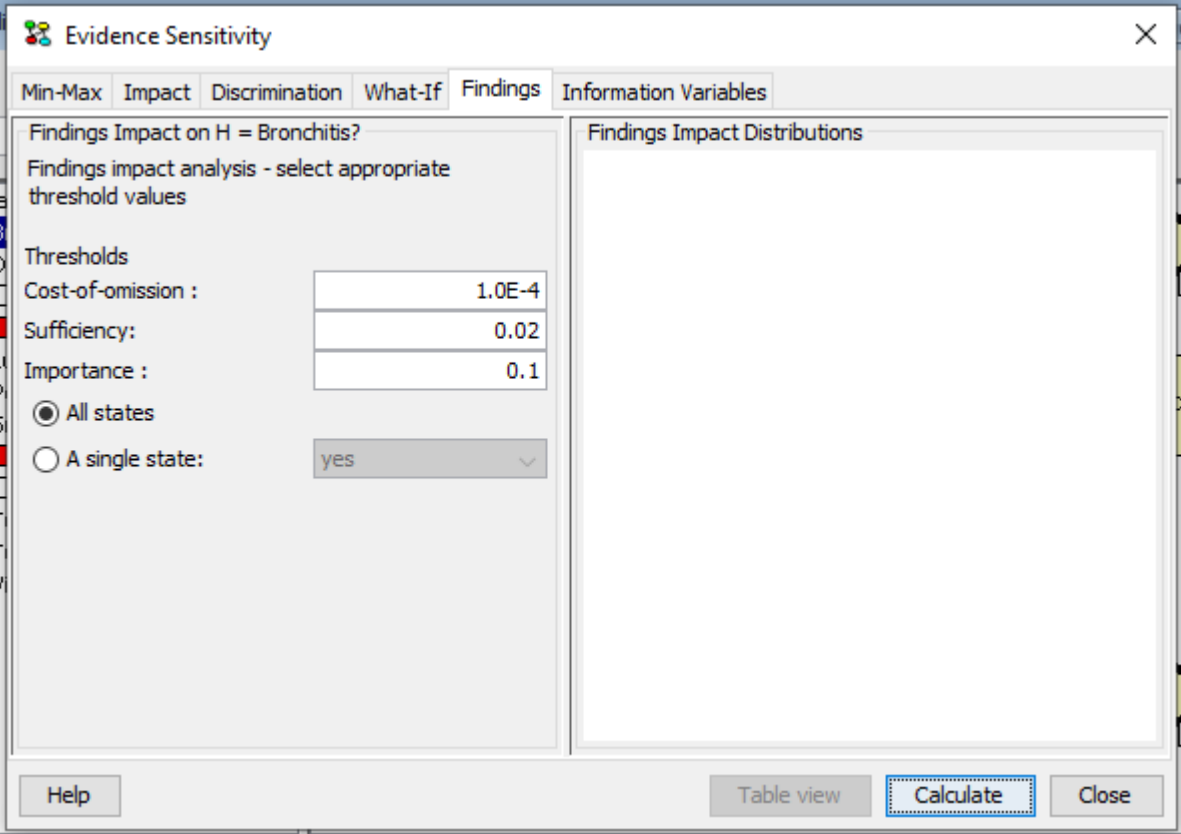 Evidence Sensitivity
Min-Max Impact Discrimination What-If Findings Information Variables
Findings Impact on H = Bronchitis?
Findings impact analysis - select appropriate
threshold values
Thresholds
Cost-of-omission : 1.0E-4
Sufficiency: 0.02
Importance : 0.1
All states
A single state: yes
Findings Impact Distributions
Help Table view Calculate Close